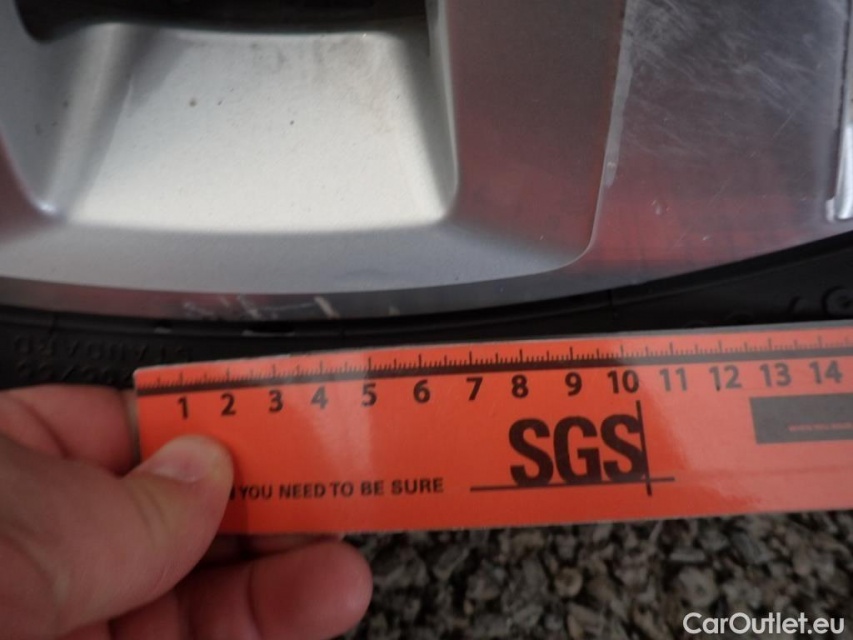 1 2 3 4 5 6 7 8 9 10 11 12 13 14
SGS
YOU NEED TO BE SURE
CarOutlet.eu